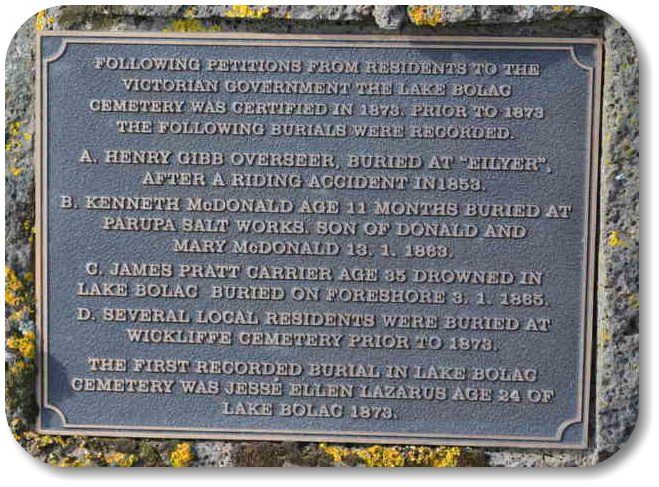 FOLLOWING PETITIONS FROM RESIDENTS TO THE
VICTORIAN GOVERNMENT THE LAKE BOLAC
CEMETERY WAS CERTIFIED IN 1873. PRIOR TO 1873
THE FOLLOWING BURIALS WERE RECORDED.
A. HENRY GIBB OVERSEER, BURIED AT "EILYER",
AFTER A RIDING ACCIDENT IN1853.
B. KENNETH McDONALD AGE 11 MONTHS BURIED AT
PARUPA SALT WORKS. SON OF DONALD AND
MARY McDONALD 13. 1. 1863.
C. JAMES PRATT CARRIER AGE 35 DROWNED IN
LAKE BOLAC BURIED ON FORESHORE 3. 1. 1865.
D. SEVERAL LOCAL RESIDENTS WERE BURIED AT
WICKLIFFE CEMETERY PRIOR TO 1873.
THE FIRST RECORDED BURIAL IN LAKE BOLAC
CEMETERY WAS JESSÉ ELLEN LAZARUS AGE 24 OF
LAKE BOLAC 1873.